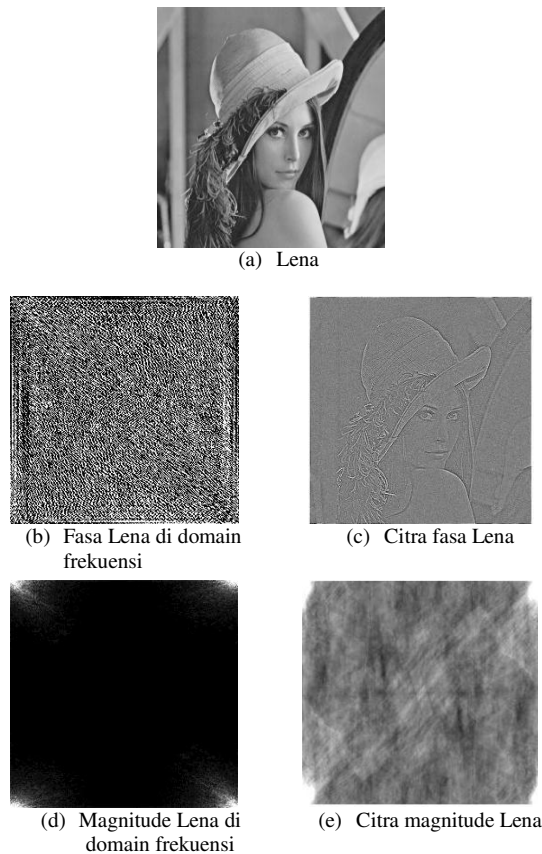 (a) Lena
(b) Fasa Lena di domain
frekuensi
(c) Citra fasa Lena
(d) Magnitude Lena di
domain frekuensi
(e) Citra magnitude Lena